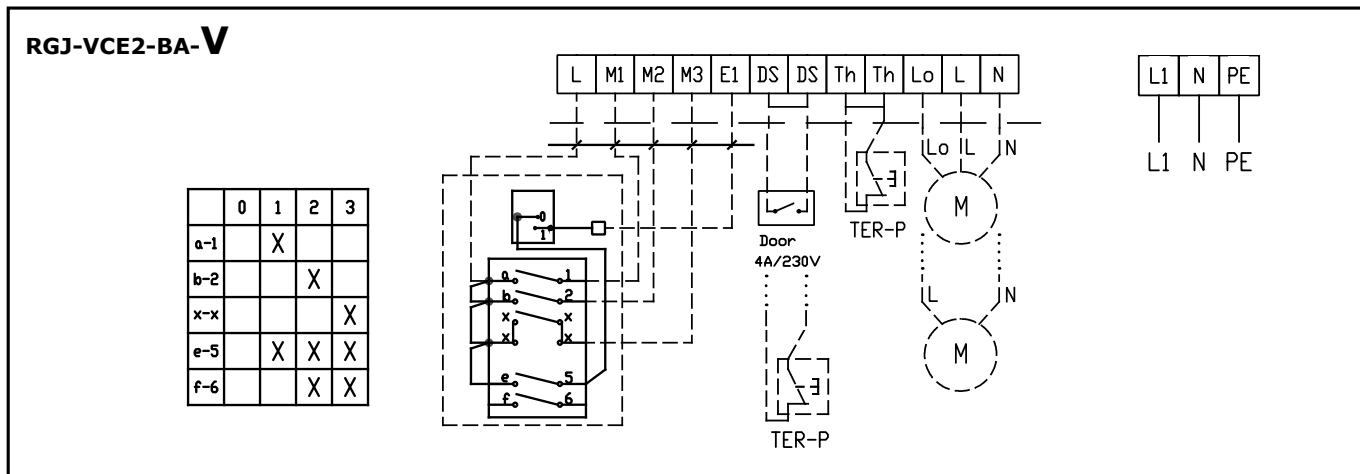 RGJ-VCE2-BA-V
L M1 M2 M3 E1 DS DS Th Th Lo L N
L1 N PE
Lo L N
L1 N PE
0 1 2 3
a-1 X
b-2 X
x-x X
e-5 X X X
f-6 X X
0
1
a 1
b 2
x x
x x
e 5
f 6
Door
4A/230V
TER-P
M
L N
M
TER-P